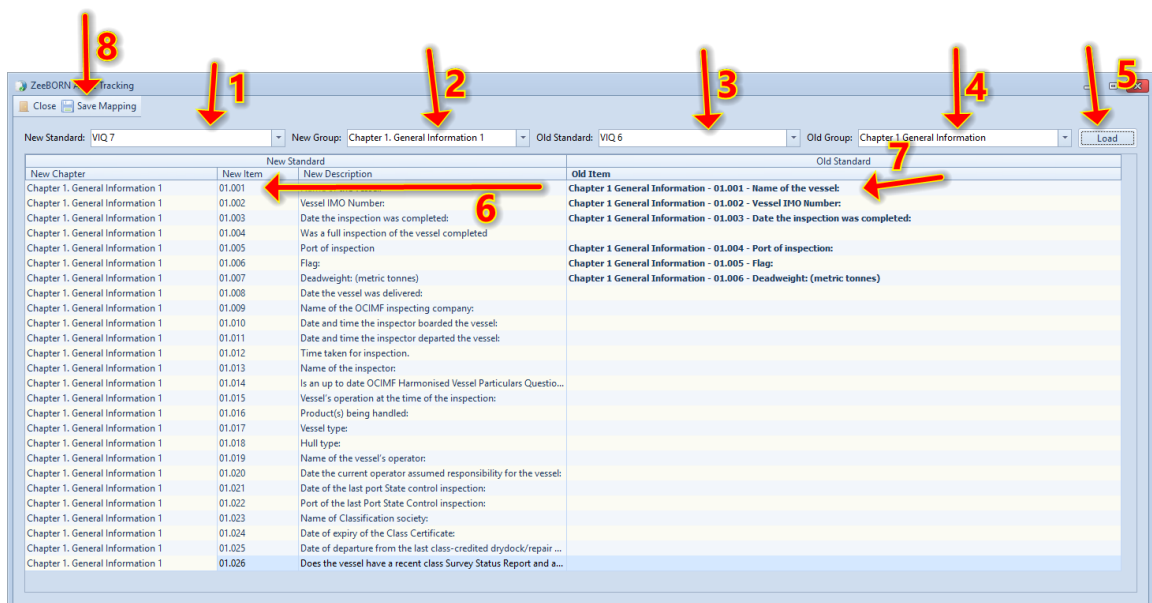 8
1
2
3
4
5
ZeeBORN Tracking
Close Save Mapping
New Standard: VIQ 7 New Group: Chapter 1. General Information 1 Old Standard: VIQ 6 Old Group: Chapter 1 General Information Load
New Standard Old Standard
7
New Chapter New Item New Description Old Item
Chapter 1. General Information 1 01.001 Chapter 1 General Information - 01.001 - Name of the vessel:
6
Chapter 1. General Information 1 01.002 Vessel IMO Number: Chapter 1 General Information - 01.002 - Vessel IMO Number:
Chapter 1. General Information 1 01.003 Date the inspection was completed: Chapter 1 General Information - 01.003 - Date the inspection was completed:
Chapter 1. General Information 1 01.004 Was a full inspection of the vessel completed
Chapter 1. General Information 1 01.005 Port of inspection Chapter 1 General Information - 01.004 - Port of inspection:
Chapter 1. General Information 1 01.006 Flag: Chapter 1 General Information - 01.005 - Flag:
Chapter 1. General Information 1 01.007 Deadweight: (metric tonnes) Chapter 1 General Information - 01.006 - Deadweight: (metric tonnes)
Chapter 1. General Information 1 01.008 Date the vessel was delivered:
Chapter 1. General Information 1 01.009 Name of the OCIMF inspecting company:
Chapter 1. General Information 1 01.010 Date and time the inspector boarded the vessel:
Chapter 1. General Information 1 01.011 Date and time the inspector departed the vessel:
Chapter 1. General Information 1 01.012 Time taken for inspection.
Chapter 1. General Information 1 01.013 Name of the inspector:
Chapter 1. General Information 1 01.014 Is an up to date OCIMF Harmonised Vessel Particulars Questio...
Chapter 1. General Information 1 01.015 Vessel's operation at the time of the inspection:
Chapter 1. General Information 1 01.016 Product(s) being handled:
Chapter 1. General Information 1 01.017 Vessel type:
Chapter 1. General Information 1 01.018 Hull type:
Chapter 1. General Information 1 01.019 Name of the vessel's operator:
Chapter 1. General Information 1 01.020 Date the current operator assumed responsibility for the vessel:
Chapter 1. General Information 1 01.021 Date of the last port State control inspection:
Chapter 1. General Information 1 01.022 Port of the last Port State Control inspection:
Chapter 1. General Information 1 01.023 Name of Classification society:
Chapter 1. General Information 1 01.024 Date of expiry of the Class Certificate:
Chapter 1. General Information 1 01.025 Date of departure from the last class-credited drydock/repair ...
Chapter 1. General Information 1 01.026 Does the vessel have a recent class Survey Status Report and a...